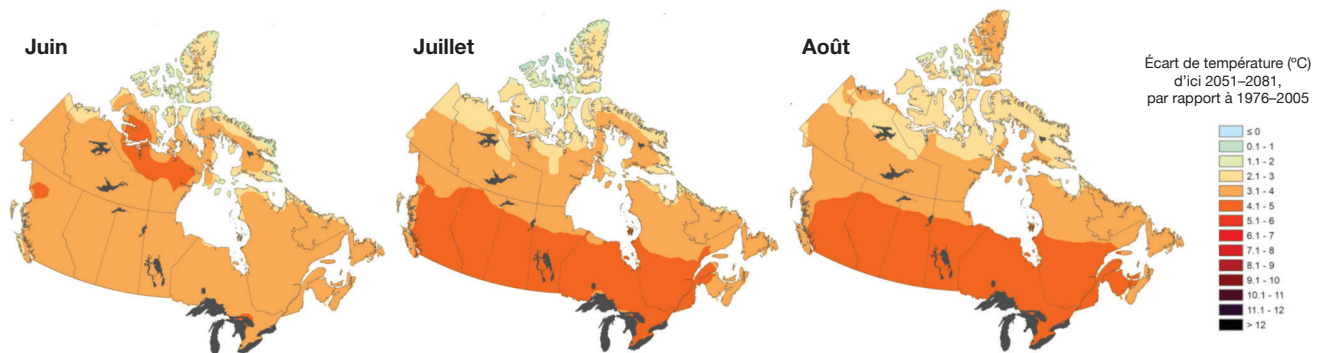 Juin
Juillet
Août
Écart de température (ºC)
d’ici 2051–2081,
par rapport à 1976–2005
≤ 0
0.1 - 1
1.1 - 2
2.1 - 3
3.1 - 4
4.1 - 5
5.1 - 6
6.1 - 7
7.1 - 8
8.1 - 9
9.1 - 10
10.1 - 11
11.1 - 12
> 12